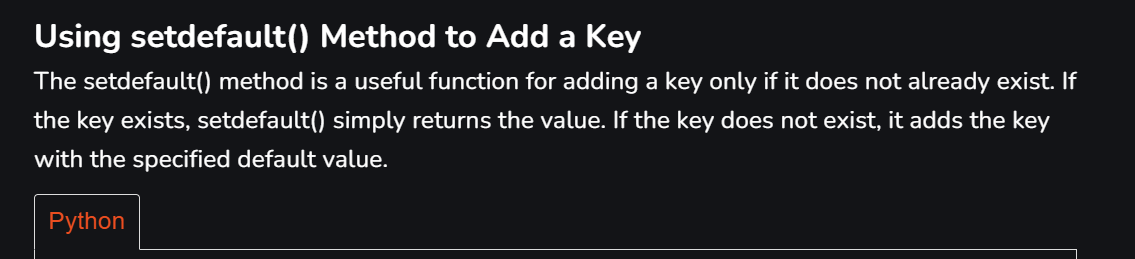 Using setdefault() Method to Add a Key
The setdefault() method is a useful function for adding a key only if it does not already exist. If
the key exists, setdefault() simply returns the value. If the key does not exist, it adds the key
with the specified default value.
Python